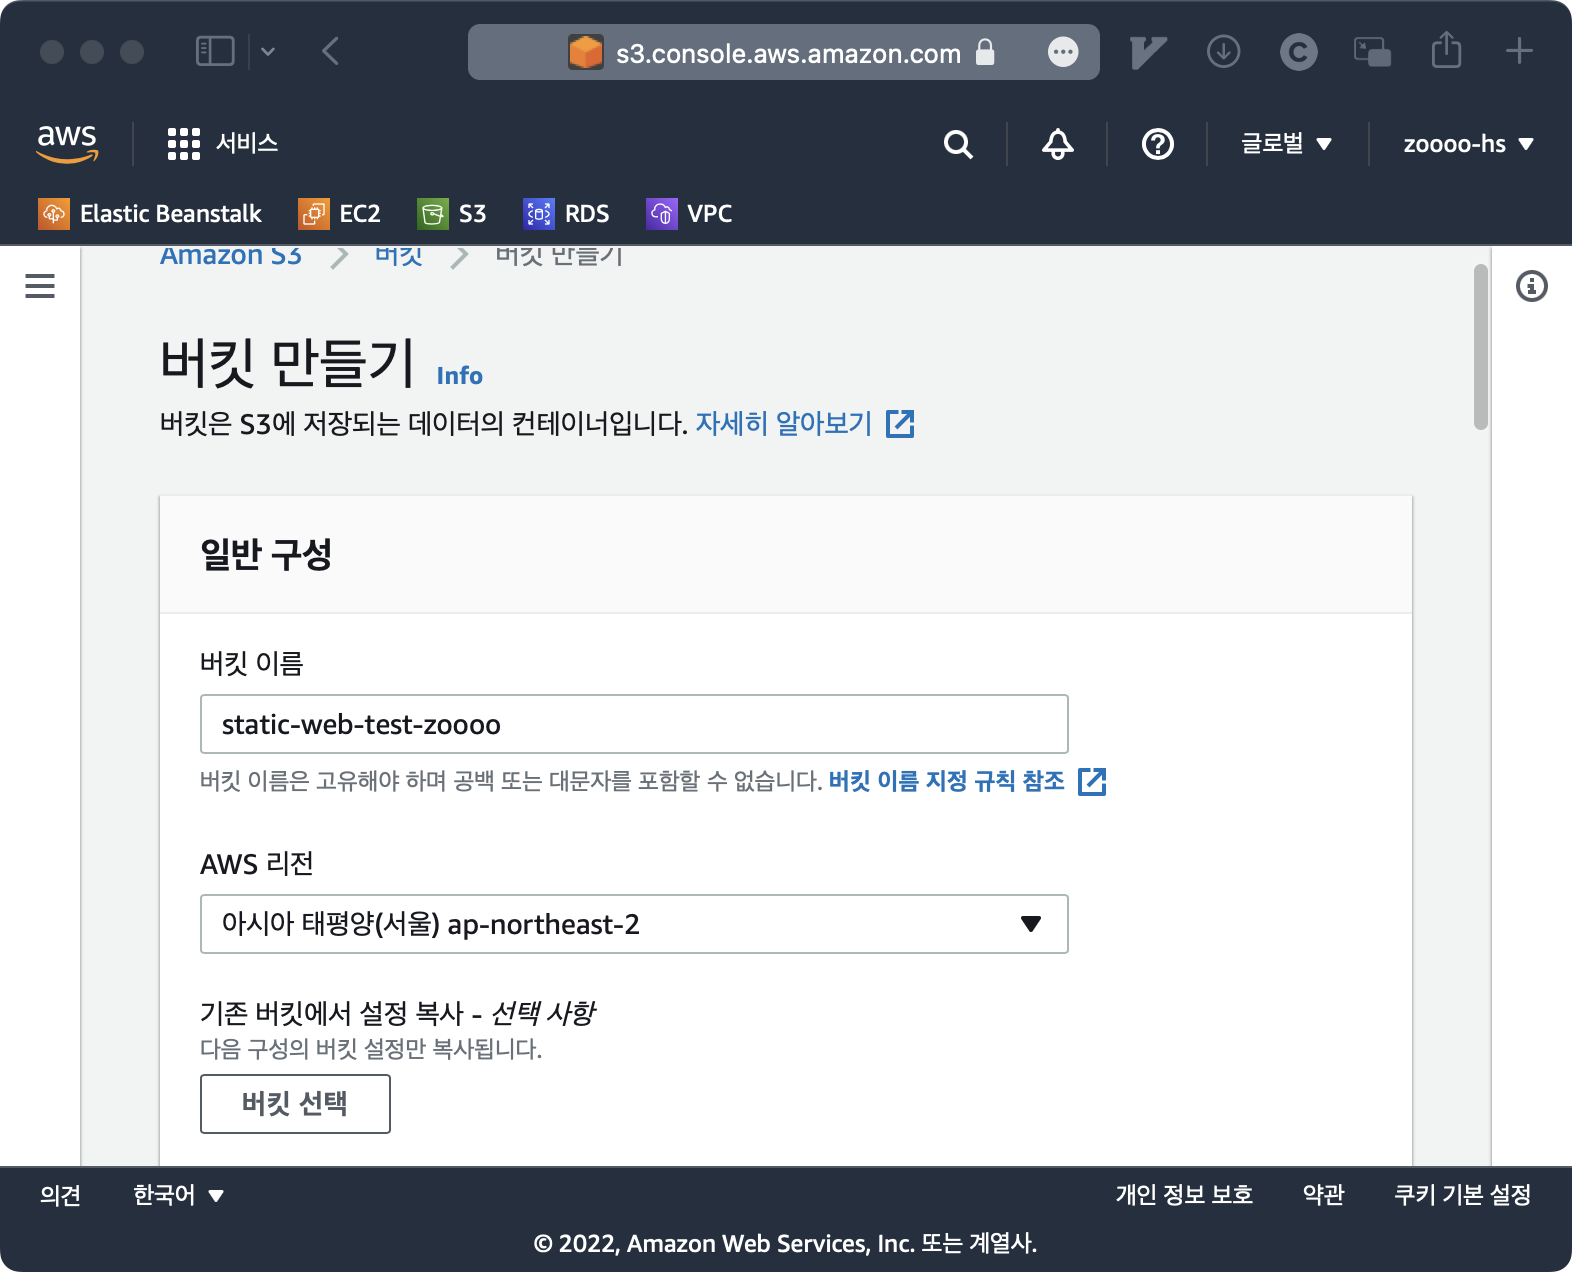 s3.console.aws.amazon.com
aws 서비스 글로벌 zoooo-hs
Elastic Beanstalk EC2 S3 RDS VPC
Amazon S3 버킷 버킷 만들기
버킷 만들기 Info
버킷은 S3에 저장되는 데이터의 컨테이너입니다. 자세히 알아보기
일반 구성
버킷 이름
static-web-test-zoooo
버킷 이름은 고유해야 하며 공백 또는 대문자를 포함할 수 없습니다. 버킷 이름 지정 규칙 참조
AWS 리전
아시아 태평양(서울) ap-northeast-2
기존 버킷에서 설정 복사 - 선택 사항
다음 구성의 버킷 설정만 복사됩니다.
버킷 선택
의견 한국어 개인 정보 보호 약관 쿠키 기본 설정
© 2022, Amazon Web Services, Inc. 또는 계열사.